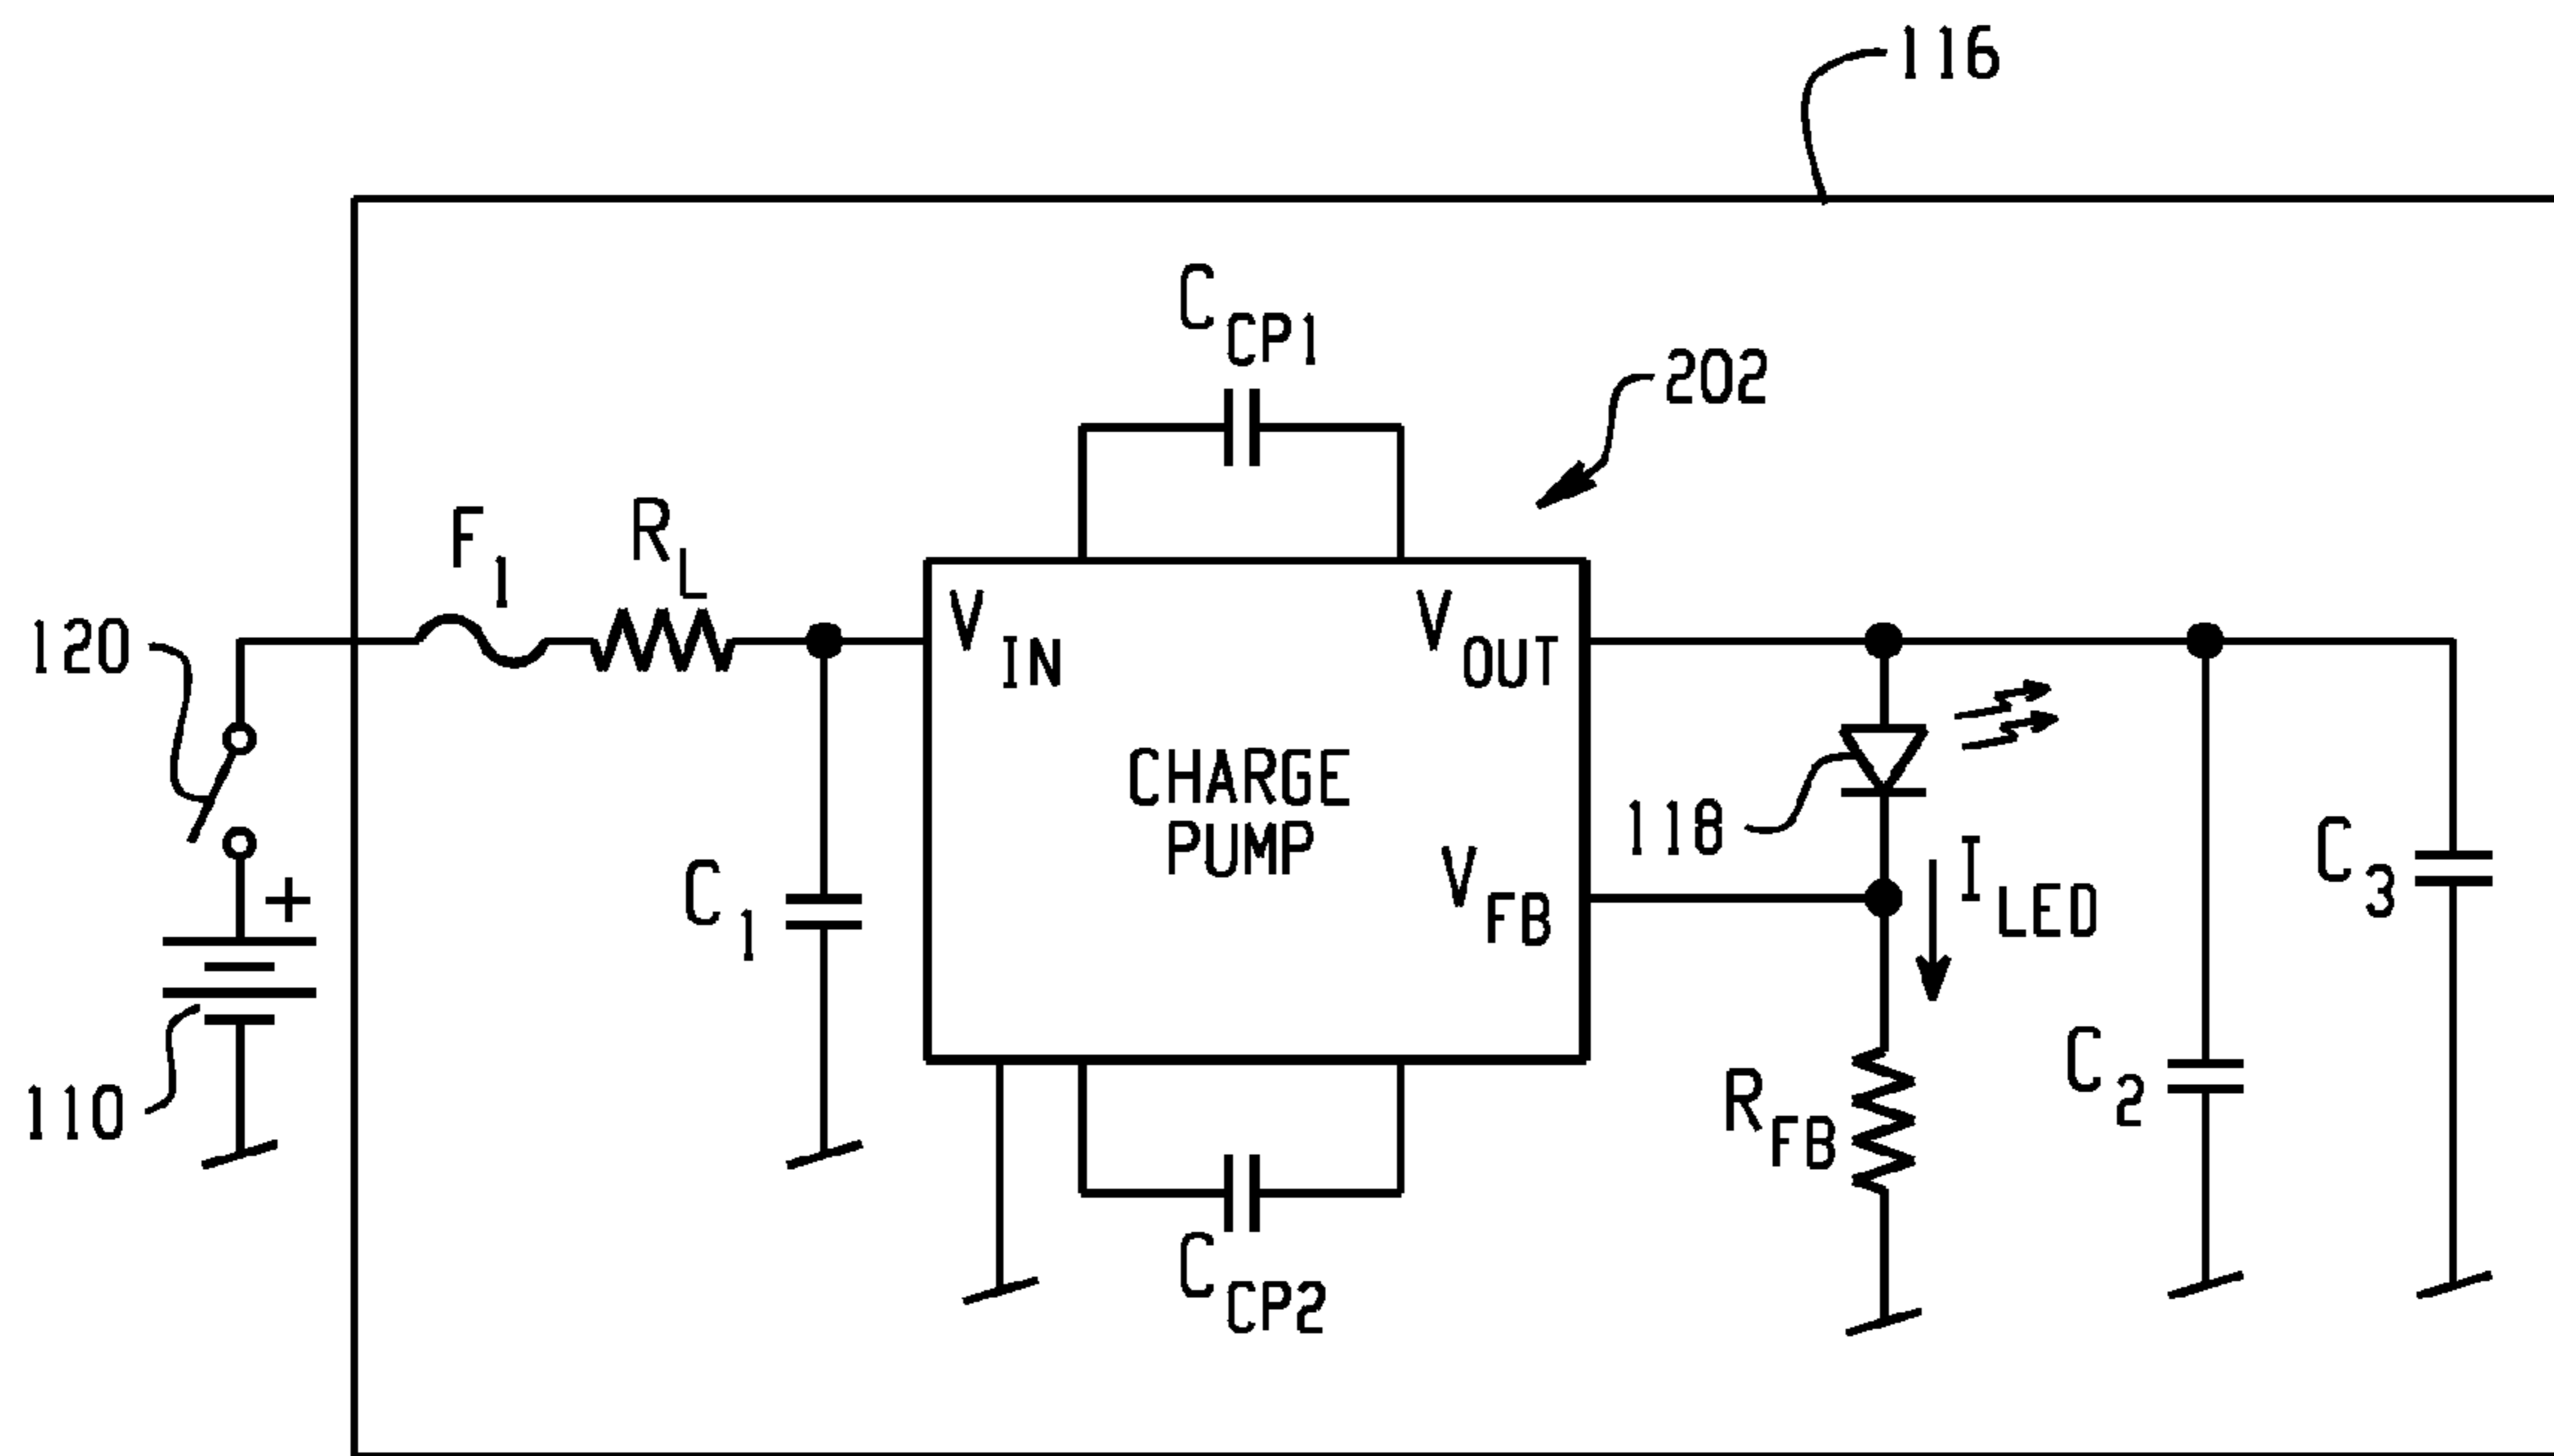 116
C CP1
202
F 1
R L
120
V IN
V OUT
CHARGE
PUMP
118
I LED
C 3
C 1
V FB
+
110
C 2
R FB
C CP2